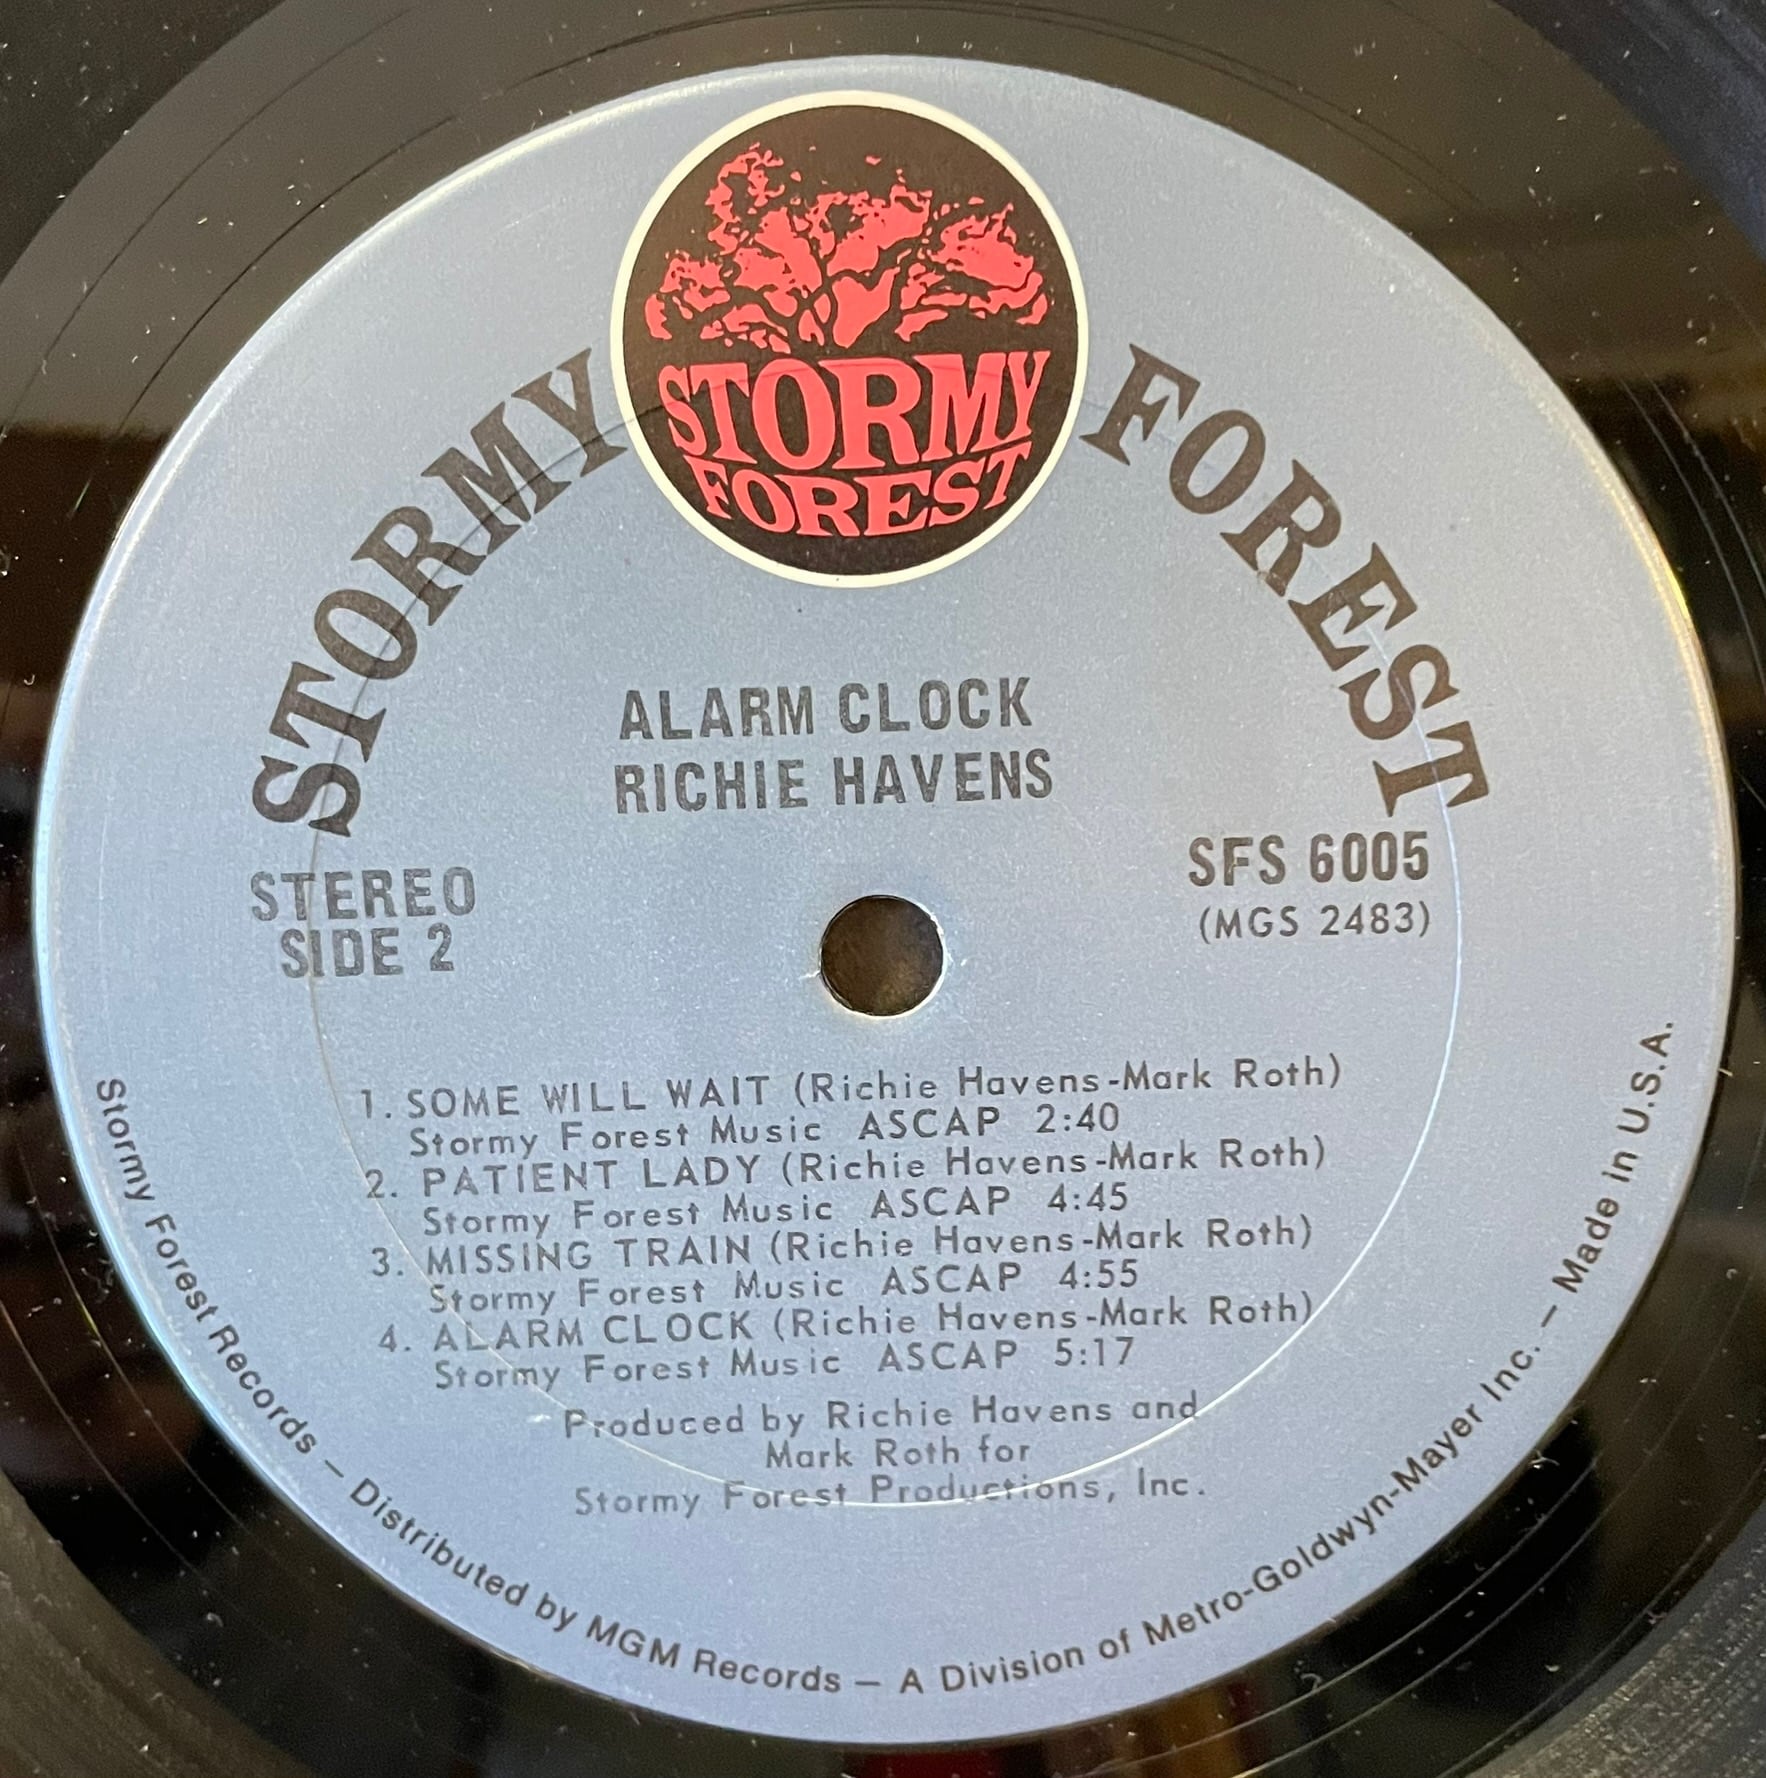 STORMY
FOREST
STORMY FOREST
ALARM CLOCK
RICHIE HAVENS
STEREO
SIDE 2
SFS 6005
(MGS 2483)
1. SOME WILL WAIT (Richie Havens-Mark Roth)
Stormy Forest Music ASCAP 2:40
2. PATIENT LADY (Richie Havens-Mark Roth)
Stormy Forest Music ASCAP 4:45
3. MISSING TRAIN (Richie Havens-Mark Roth)
Stormy Forest Music ASCAP 4:55
4. ALARM CLOCK (Richie Havens-Mark Roth)
Stormy Forest Music ASCAP 5:17
Produced by Richie Havens and
Mark Roth for
Stormy Forest Productions, Inc.
Stormy Forest Records – Distributed by MGM Records – A Division of Metro-Goldwyn-Mayer Inc. – Made in U.S.A.